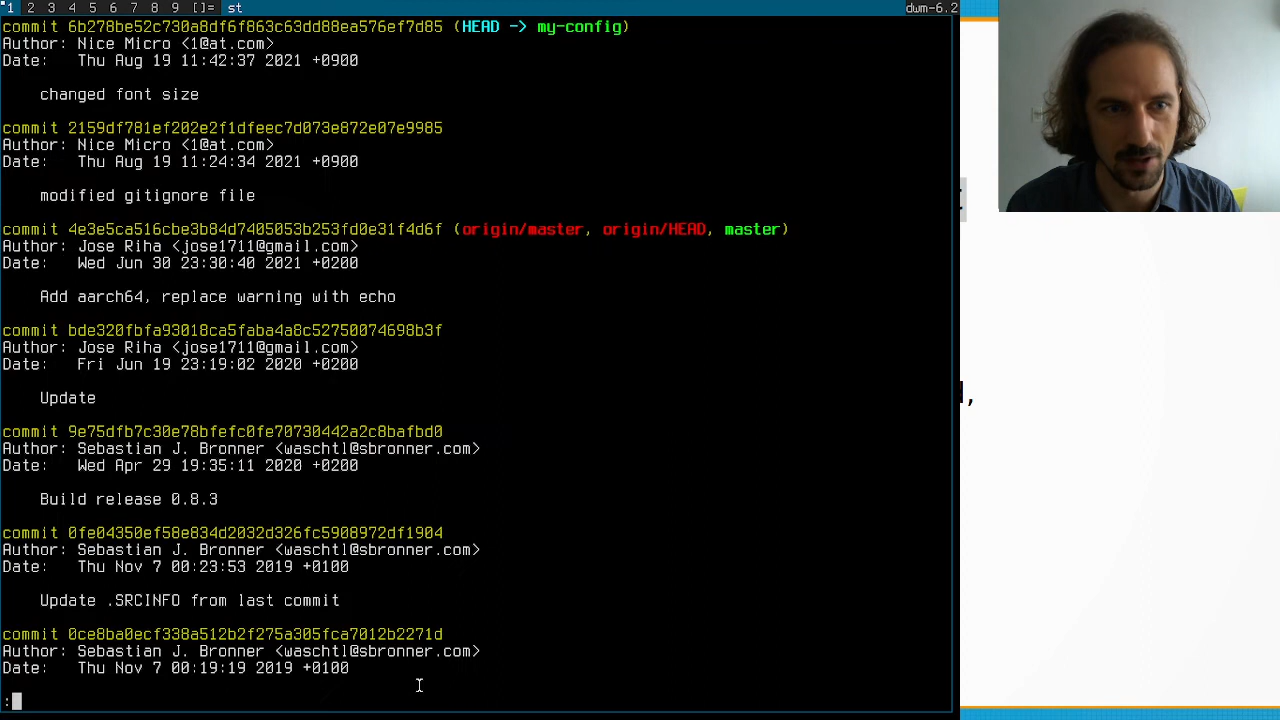 1 2 3 4 5 6 7 8 9 []= st dwm-6.2
commit 6b278be52c730a8df6f863c63dd88ea576ef7d85 (HEAD -> my-config)
Author: Nice Micro <1@at.com>
Date: Thu Aug 19 11:42:37 2021 +0900
changed font size
commit 2159df781ef202e2f1dfeec7d073e872e07e9985
Author: Nice Micro <1@at.com>
Date: Thu Aug 19 11:24:34 2021 +0900
modified gitignore file
commit 4e3e5ca516cbe3b84d7405053b253fd0e31f4d6f (origin/master, origin/HEAD, master)
Author: Jose Riha <jose1711@gmail.com>
Date: Wed Jun 30 23:30:40 2021 +0200
Add aarch64, replace warning with echo
commit bde320fbfa93018ca5faba4a8c52750074698b3f
Author: Jose Riha <jose1711@gmail.com>
Date: Fri Jun 19 23:19:02 2020 +0200
Update
commit 9e75dfb7c30e78bfefc0fe70730442a2c8bafbd0
Author: Sebastian J. Bronner <waschtl@sbronner.com>
Date: Wed Apr 29 19:35:11 2020 +0200
Build release 0.8.3
commit 0fe04350ef58e834d2032d326fc5908972df1904
Author: Sebastian J. Bronner <waschtl@sbronner.com>
Date: Thu Nov 7 00:23:53 2019 +0100
Update .SRCINFO from last commit
commit 0ce8ba0ecf338a512b2f275a305fca7012b2271d
Author: Sebastian J. Bronner <waschtl@sbronner.com>
Date: Thu Nov 7 00:19:19 2019 +0100
: